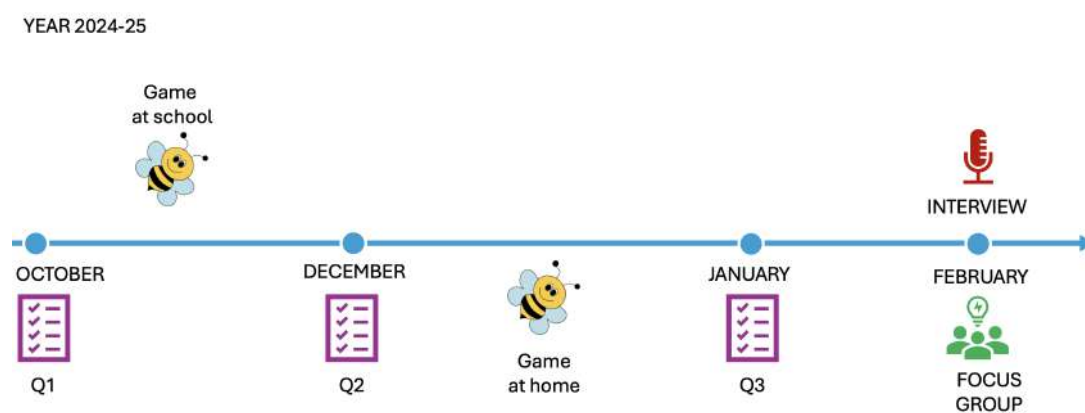 YEAR 2024-25
Game
at school
INTERVIEW
OCTOBER
DECEMBER
JANUARY
FEBRUARY
Game
at home
Q1
Q2
Q3
FOCUS
GROUP